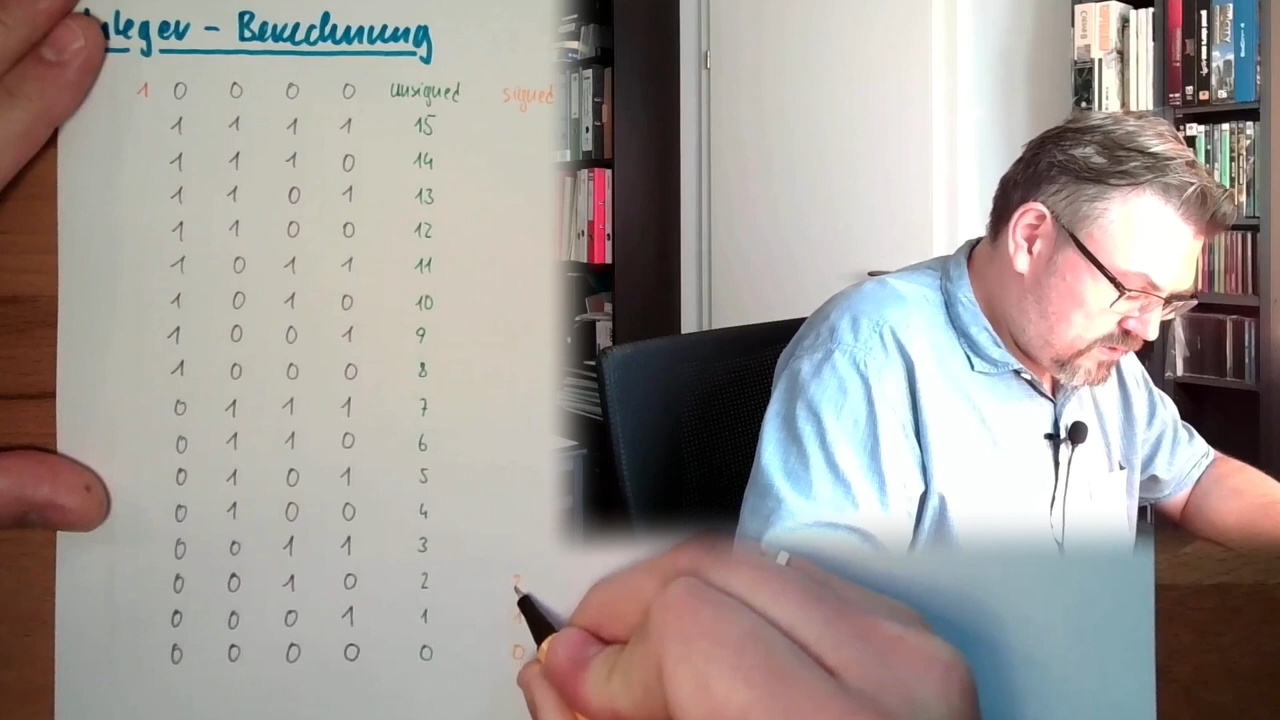 Integer - Berechnung
1 0 0 0 0 unsigned signed
1 1 1 1 15
1 1 1 0 14
1 1 0 1 13
1 1 0 0 12
1 0 1 1 11
1 0 1 0 10
1 0 0 1 9
1 0 0 0 8
0 1 1 1 7
0 1 1 0 6
0 1 0 1 5
0 1 0 0 4
0 0 1 1 3
0 0 1 0 2 2
0 0 0 1 1 1
0 0 0 0 0 0